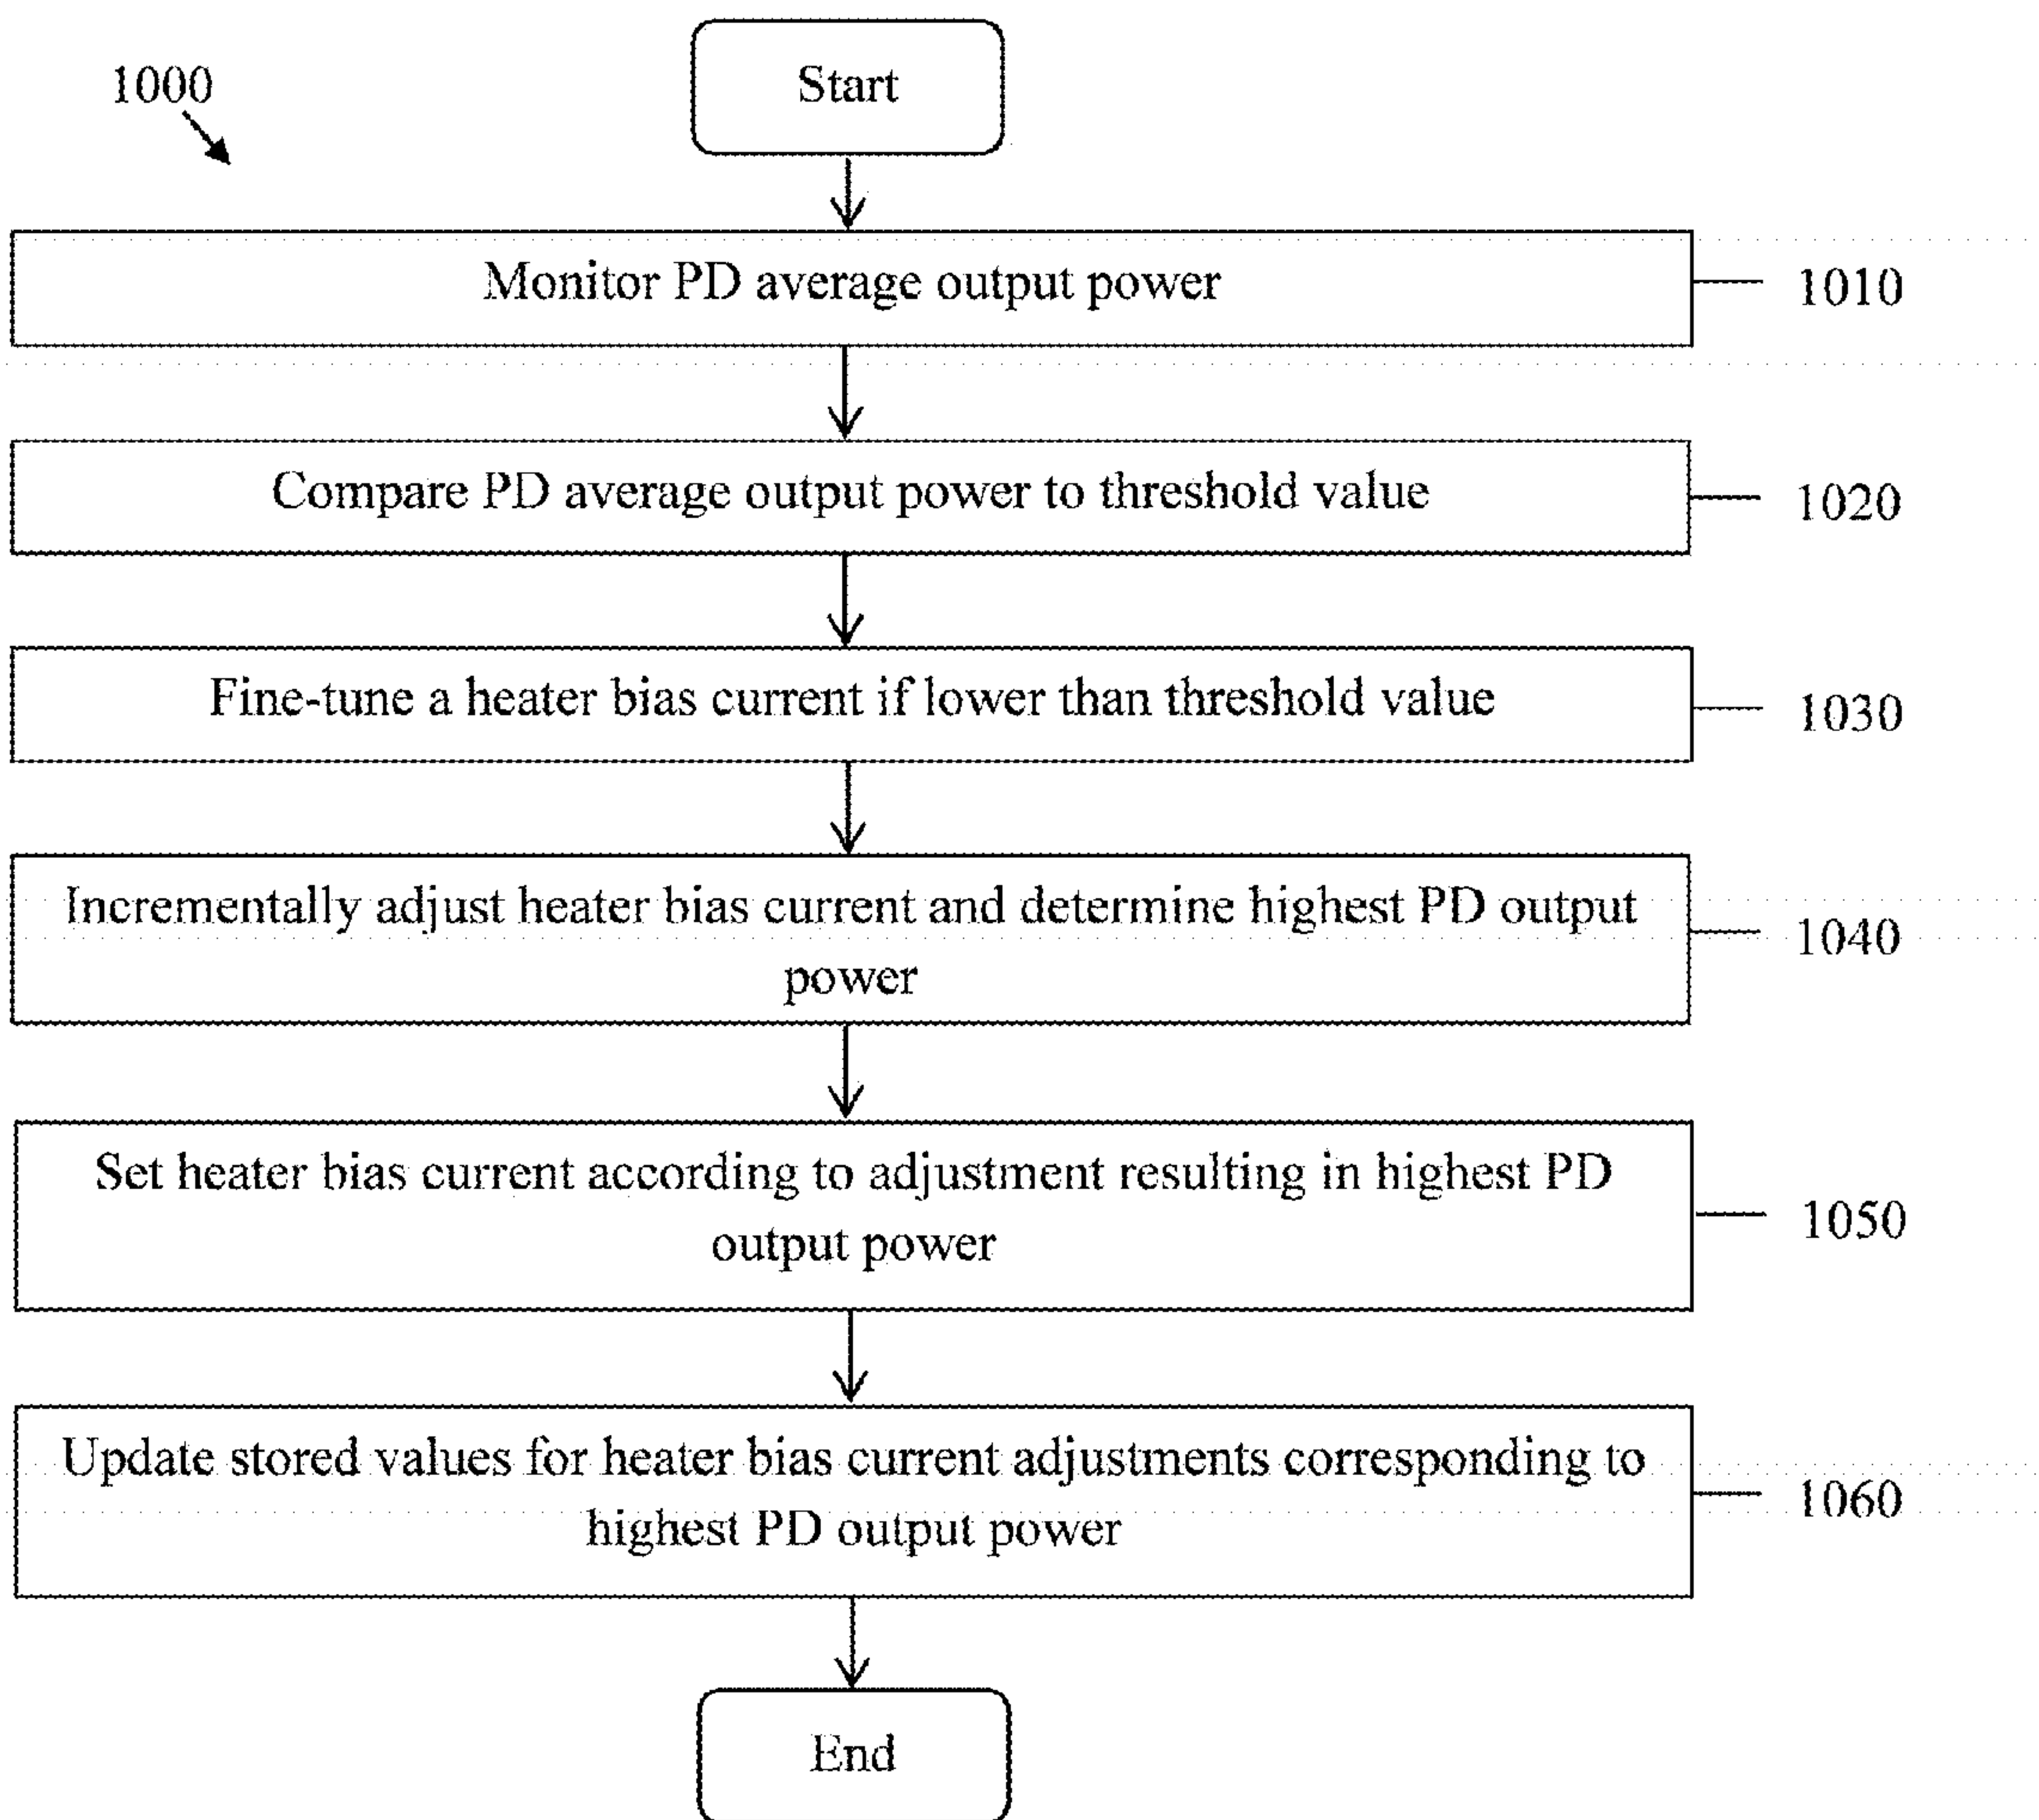 1000
Start
Monitor PD average output power
1010
Compare PD average output power to threshold value
1020
Fine-tune a heater bias current if lower than threshold value
1030
Incrementally adjust heater bias current and determine highest PD output
power
1040
Set heater bias current according to adjustment resulting in highest PD
output power
1050
Update stored values for heater bias current adjustments corresponding to
highest PD output power
1060
End